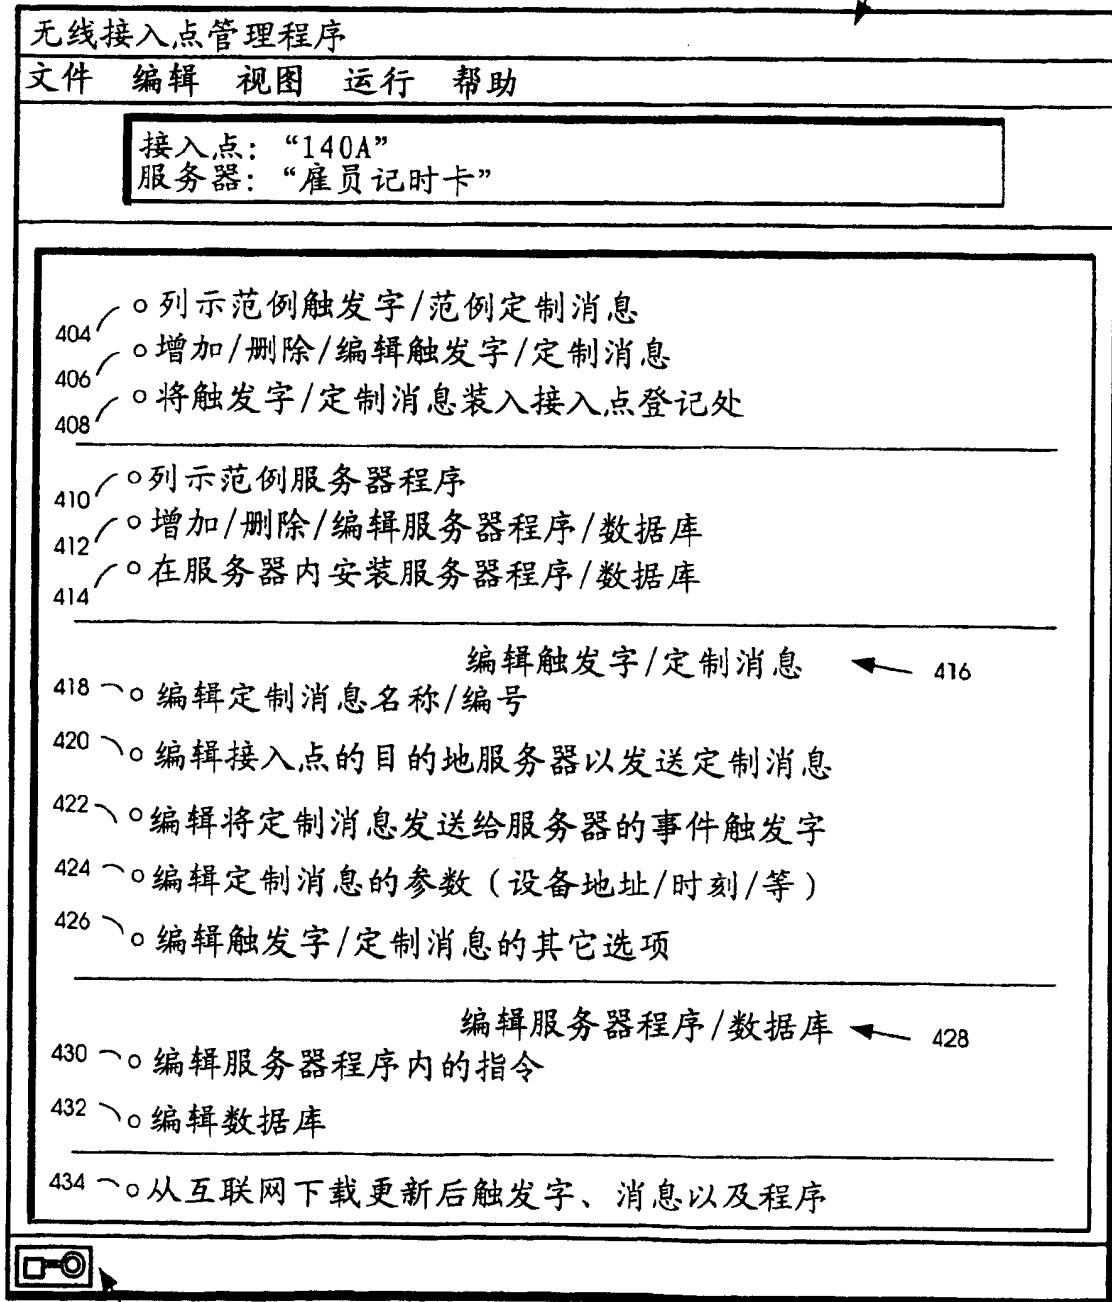 无线接入点管理程序
文件 编辑 视图 运行 帮助
接入点: “140A”
服务器: “雇员记时卡”
404 列示范例触发字/范例定制消息
406 增加/删除/编辑触发字/定制消息
408 将触发字/定制消息装入接入点登记处
410 列示范例服务器程序
412 增加/删除/编辑服务器程序/数据库
414 在服务器内安装服务器程序/数据库
编辑触发字/定制消息 416
418 编辑定制消息名称/编号
420 编辑接入点的目的地服务器以发送定制消息
422 编辑将定制消息发送给服务器的事件触发字
424 编辑定制消息的参数(设备地址/时刻/等)
426 编辑触发字/定制消息的其它选项
编辑服务器程序/数据库 428
430 编辑服务器程序内的指令
432 编辑数据库
434 从互联网下载更新后触发字、消息以及程序